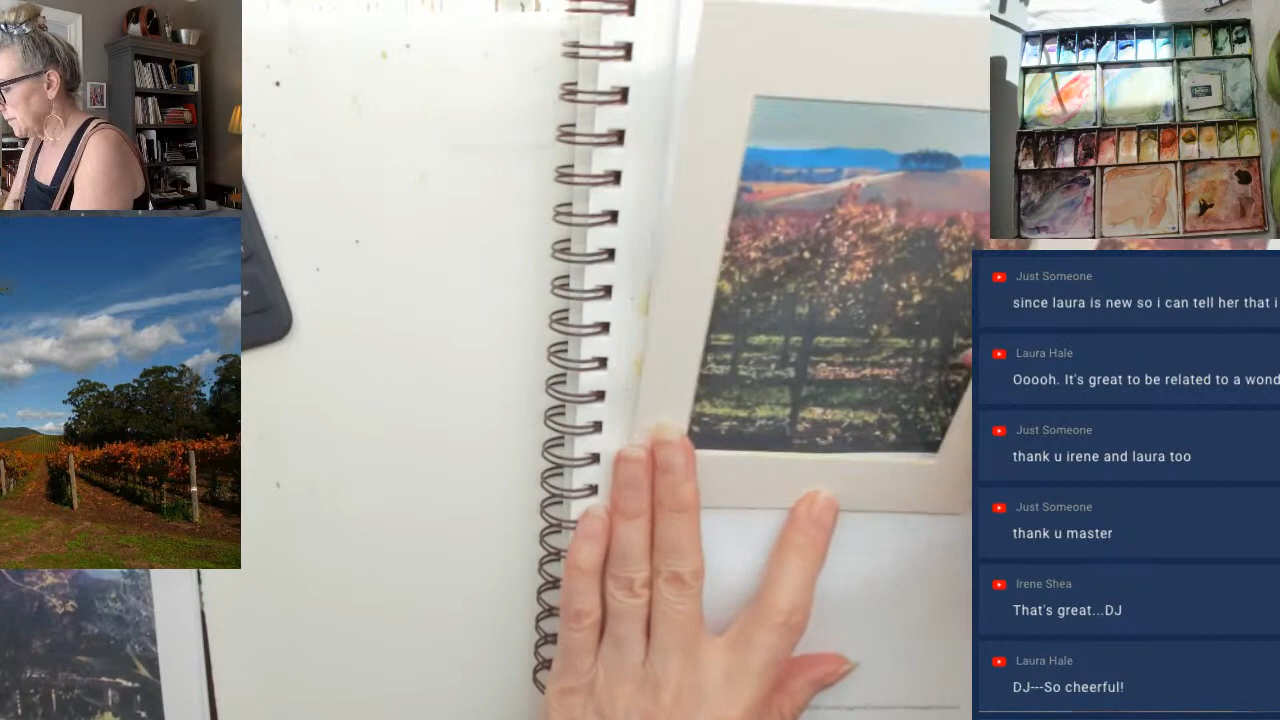 Just Someone
since laura is new so i can tell her that i
Laura Hale
Ooooh. It's great to be related to a
Just Someone
thank u irene and laura too
Just Someone
thank u master
Irene Shea
That's great...DJ
Laura Hale
DJ---So cheerful!